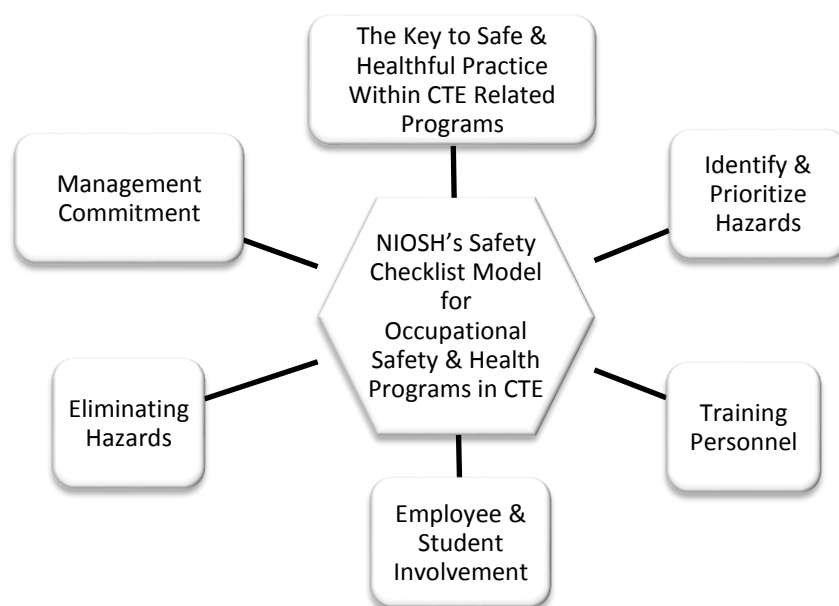 The Key to Safe &
Healthful Practice
Within CTE Related
Programs
Management
Commitment
Identify &
Prioritize
Hazards
NIOSH’s Safety
Checklist Model
for
Occupational
Safety & Health
Programs in CTE
Eliminating
Hazards
Training
Personnel
Employee &
Student
Involvement